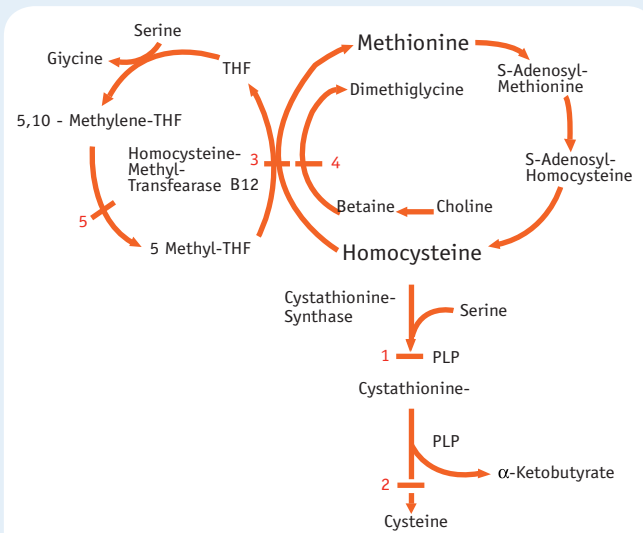 Serine
Giycine
THF
5,10 - Methylene-THF
Homocysteine-
Methyl-
Transfearase B12
3
4
5
5 Methyl-THF
Methionine
Dimethiglycine
S-Adenosyl-
Methionine
S-Adenosyl-
Homocysteine
Betaine
Choline
Homocysteine
Cystathionine-
Synthase
Serine
1
PLP
Cystathionine-
PLP
2
α-Ketobutyrate
Cysteine